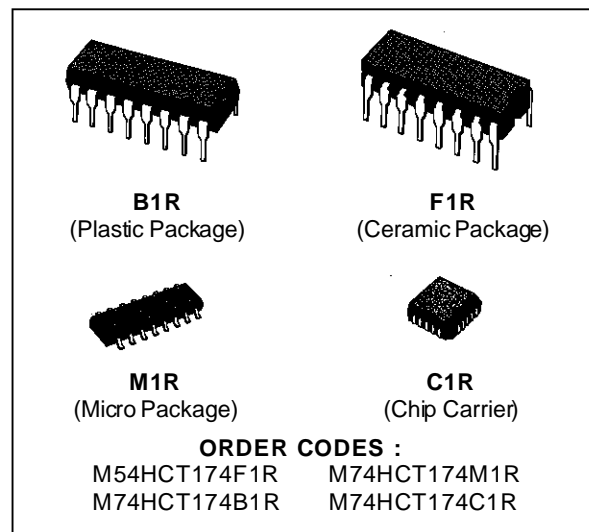 B1R
(Plastic Package)
F1R
(Ceramic Package)
M1R
(Micro Package)
C1R
(Chip Carrier)
ORDER CODES :
M54HCT174F1R M74HCT174M1R
M74HCT174B1R M74HCT174C1R